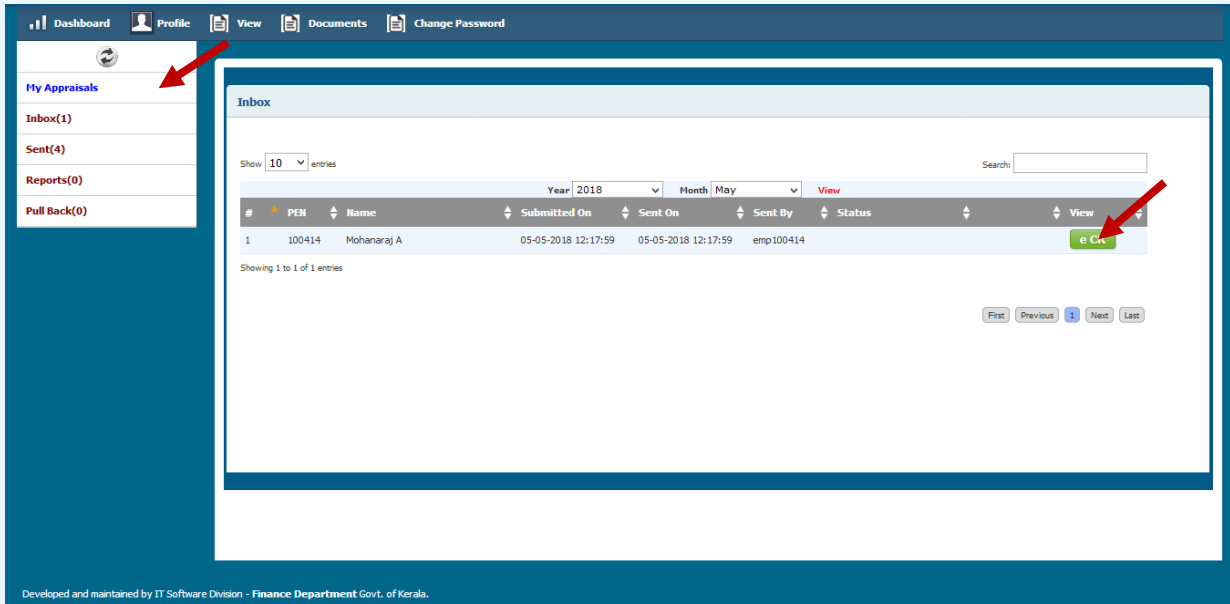 Dashboard Profile View Documents Change Password
My Appraisals
Inbox(1)
Sent(4)
Reports(0)
Pull Back(0)
Inbox
Show 10 entries Search:
Year 2018 Month May View
# PEN Name Submitted On Sent On Sent By Status View
1 100414 Mohanaraj A 05-05-2018 12:17:59 05-05-2018 12:17:59 emp100414 e CR
Showing 1 to 1 of 1 entries
First Previous 1 Next Last
Developed and maintained by IT Software Division - Finance Department Govt. of Kerala.